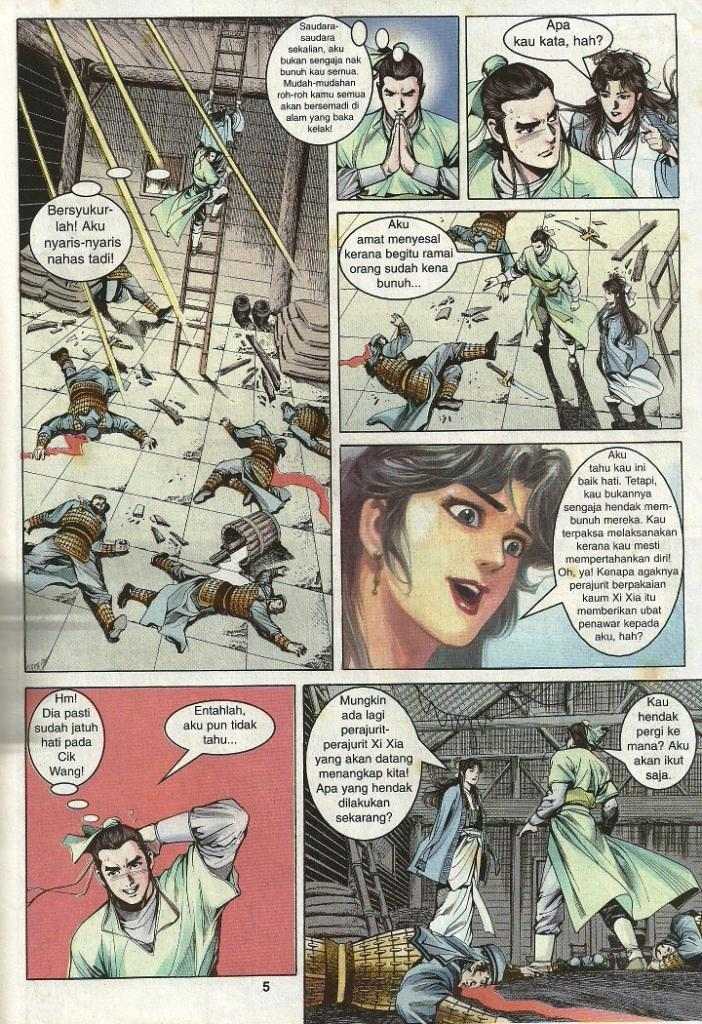 Bersyukur-
lah! Aku
nyaris-nyaris
nahas tadi!
Saudara-
saudara
sekalian, aku
bukan sengaja nak
bunuh kau semua.
Mudah-mudahan
roh-roh kamu semua
akan bersemadi di
alam yang baka
kelak!
Apa
kau kata, hah?
Aku
amat menyesal
kerana begitu ramai
orang sudah kena
bunuh...
Aku
tahu kau ini
baik hati. Tetapi,
kau bukannya
sengaja hendak mem-
bunuh mereka. Kau
terpaksa melaksanakan
kerana kau mesti
mempertahankan diri!
Oh, ya! Kenapa agaknya
perajurit berpakaian
kaum Xi Xia itu
memberikan ubat
penawar kepada
aku, hah?
Hm!
Dia pasti
sudah jatuh
hati pada
Cik
Wang!
Entahlah,
aku pun tidak
tahu...
Mungkin
ada lagi
perajurit-
perajurit Xi Xia
yang akan datang
menangkap kita!
Apa yang hendak
dilakukan
sekarang?
Kau
hendak
pergi ke
mana? Aku
akan ikut
saja.
5